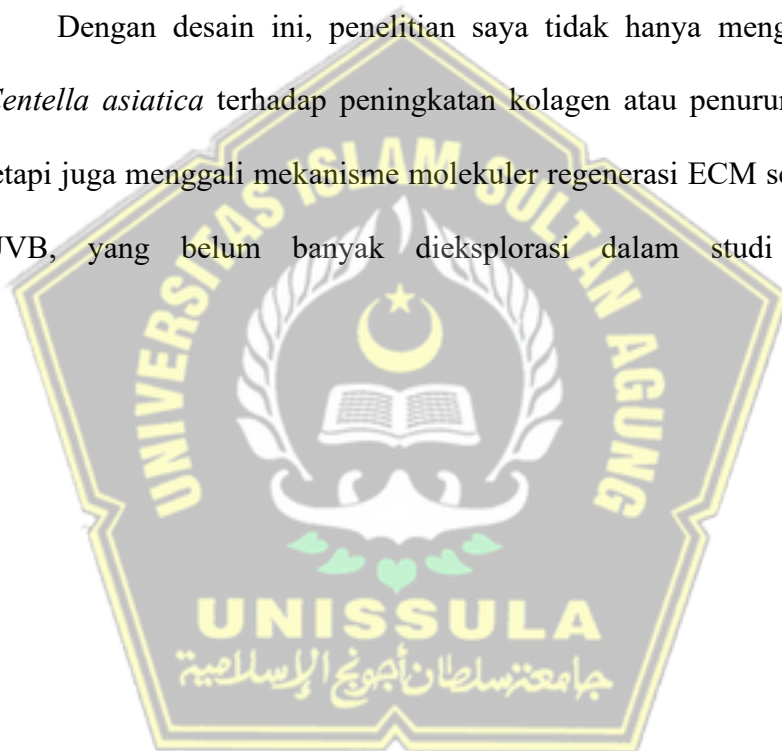 Dengan desain ini, penelitian saya tidak hanya meng
Centella asiatica terhadap peningkatan kolagen atau penurun
etapi juga menggali mekanisme molekuler regenerasi ECM se
UVB, yang belum banyak dieksplorasi dalam studi
UNIVERSITAS ISLAM SULTAN AGUNG
UNISSULA
جامعة سلطان أجونج الإسلامية